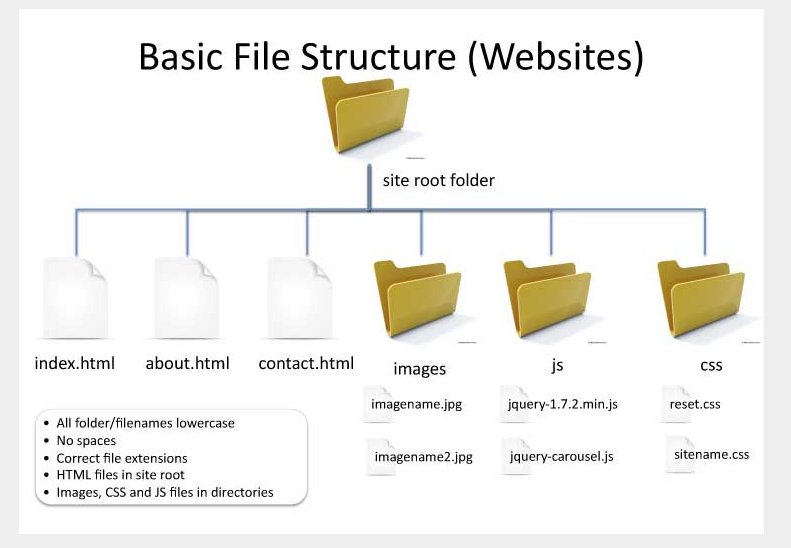 Basic File Structure (Websites)
site root folder
index.html
about.html
contact.html
images
js
css
imagename.jpg
jquery-1.7.2.min.js
reset.css
imagename2.jpg
jquery-carousel.js
sitename.css
• All folder/filenames lowercase
• No spaces
• Correct file extensions
• HTML files in site root
• Images, CSS and JS files in directories